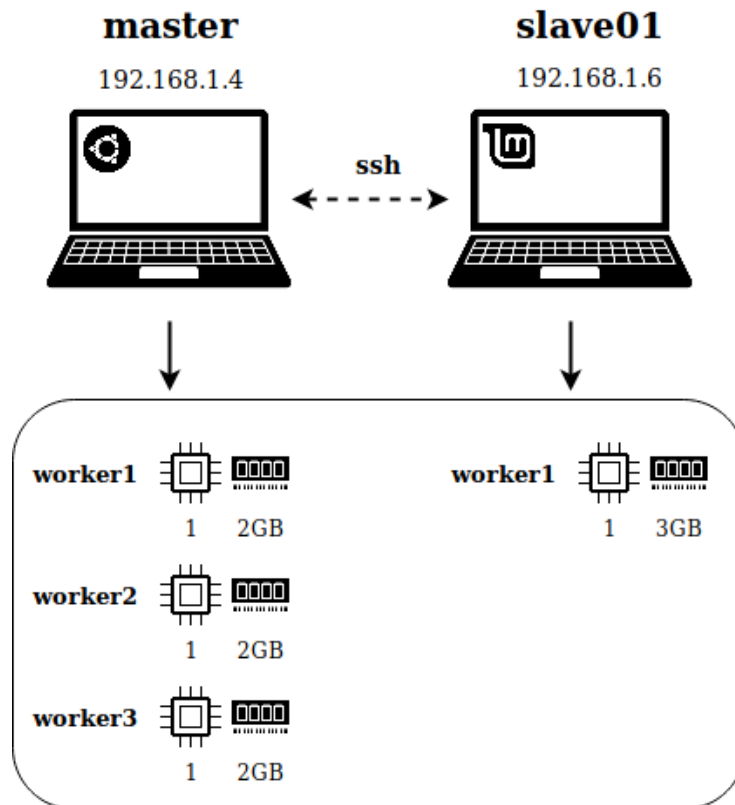 master
slave01
192.168.1.4
192.168.1.6
ssh
worker1
1 2GB
worker1
1 3GB
worker2
1 2GB
worker3
1 2GB